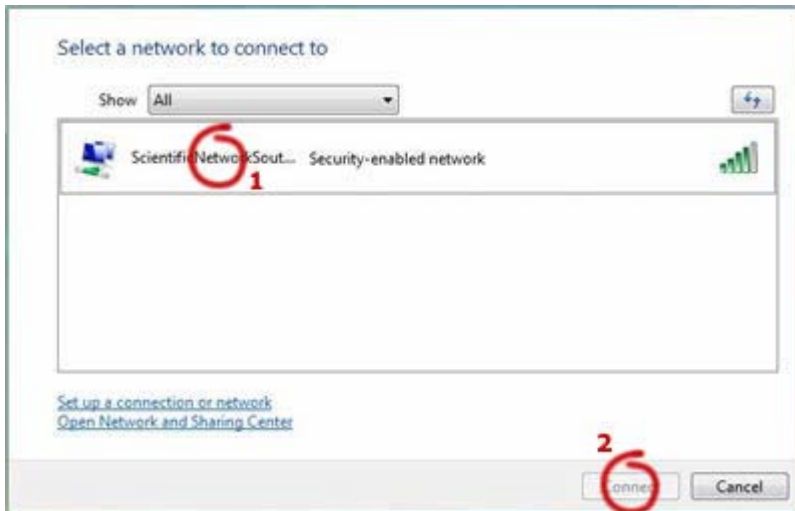 Select a network to connect to
Show All
ScientificNetworkSout... Security-enabled network
1
Set up a connection or network
Open Network and Sharing Center
2
Connect Cancel